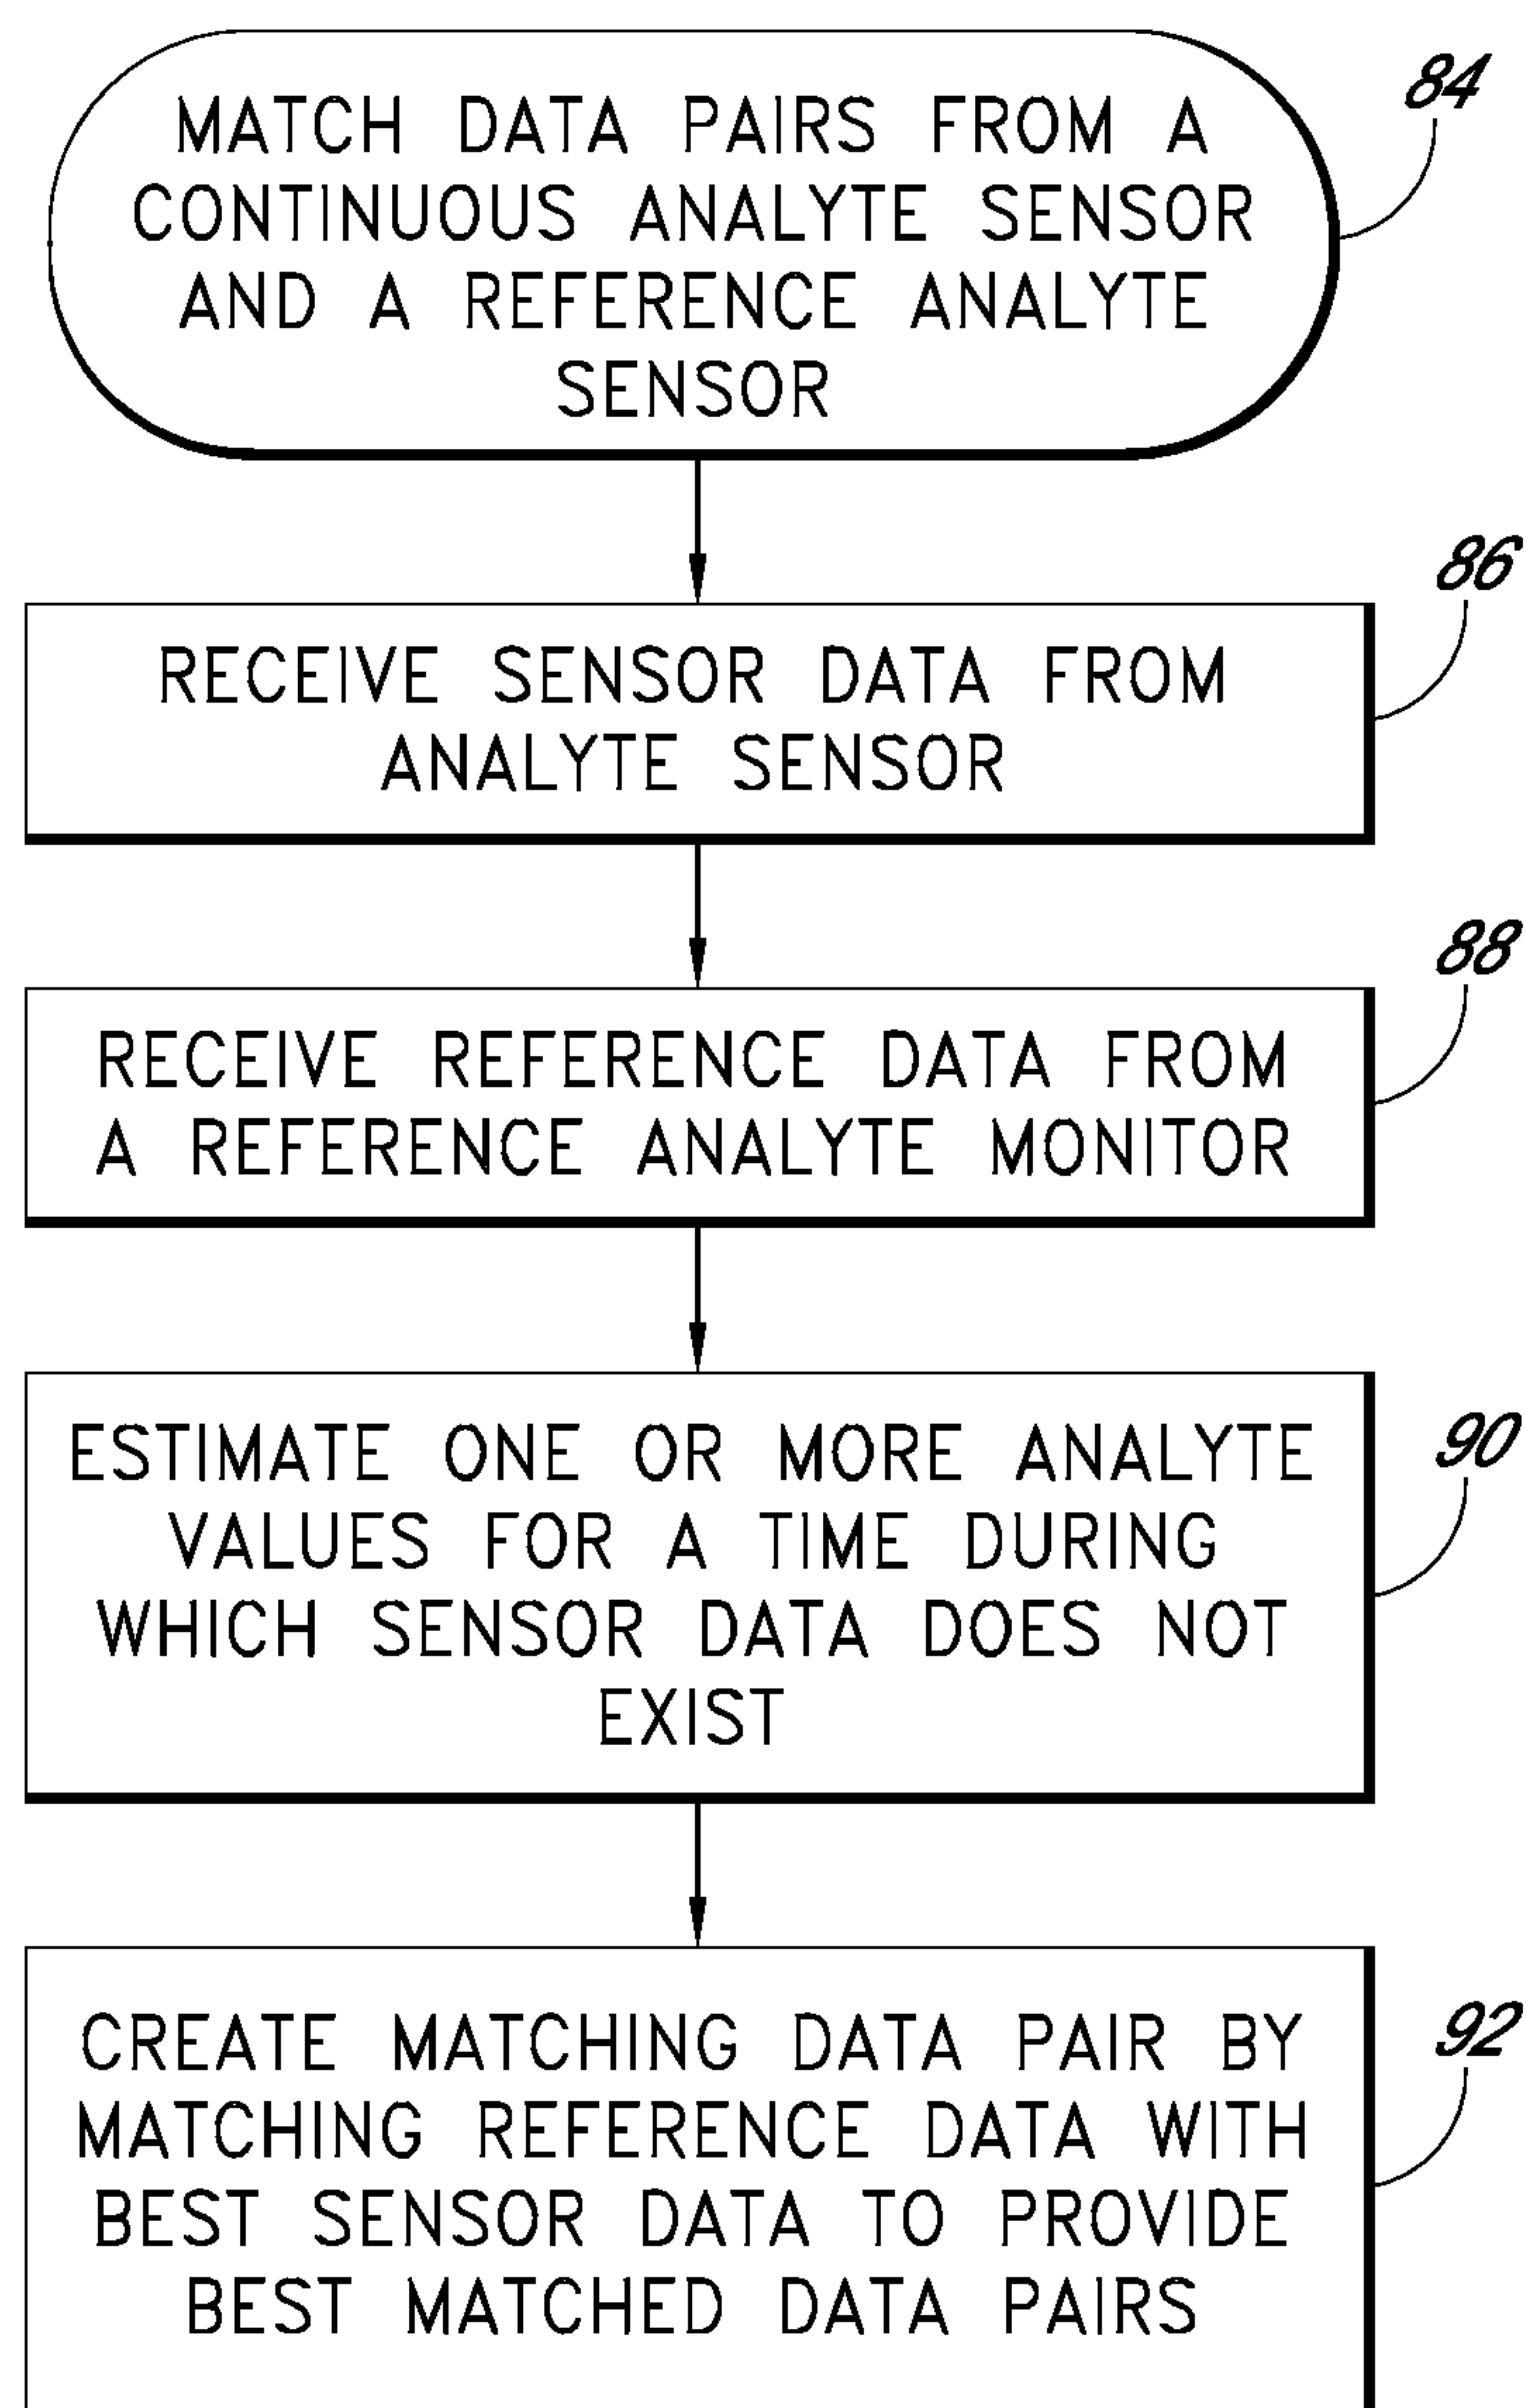 84
MATCH DATA PAIRS FROM A
CONTINUOUS ANALYTE SENSOR
AND A REFERENCE ANALYTE
SENSOR
86
RECEIVE SENSOR DATA FROM
ANALYTE SENSOR
88
RECEIVE REFERENCE DATA FROM
A REFERENCE ANALYTE MONITOR
90
ESTIMATE ONE OR MORE ANALYTE
VALUES FOR A TIME DURING
WHICH SENSOR DATA DOES NOT
EXIST
92
CREATE MATCHING DATA PAIR BY
MATCHING REFERENCE DATA WITH
BEST SENSOR DATA TO PROVIDE
BEST MATCHED DATA PAIRS